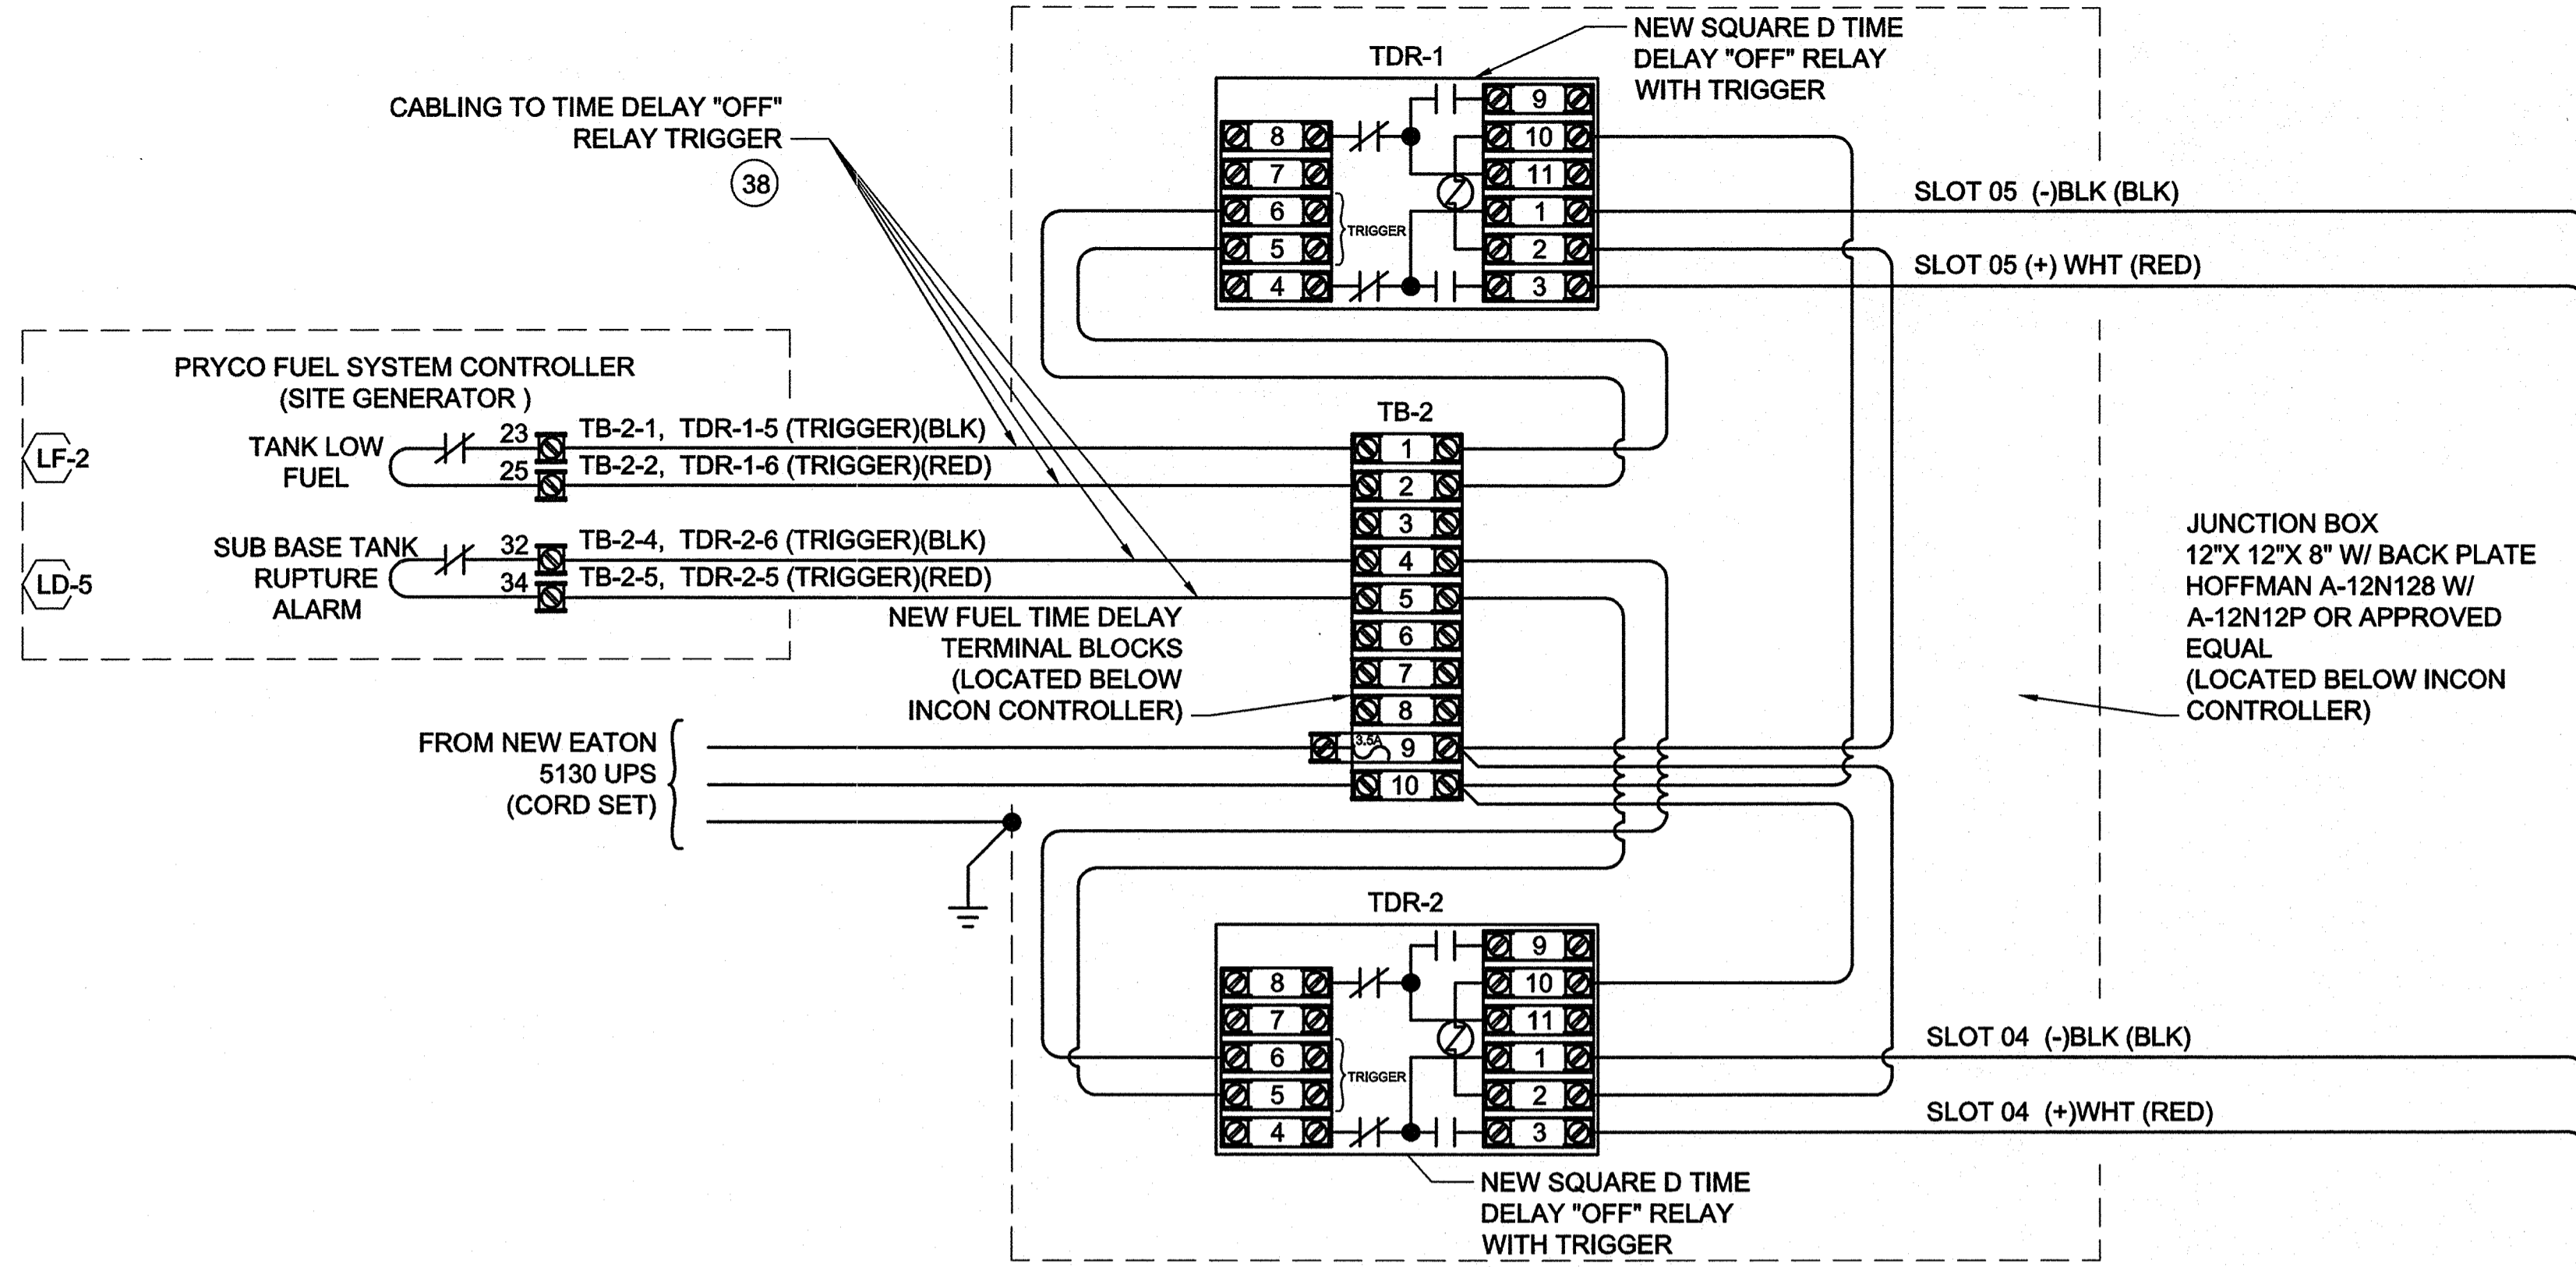 NEW SQUARE D TIME
DELAY "OFF" RELAY
WITH TRIGGER
TDR-1
CABLING TO TIME DELAY "OFF"
RELAY TRIGGER
38
9
8
10
7
11
6
1
TRIGGER
5
2
4
3
SLOT 05 (-)BLK (BLK)
SLOT 05 (+) WHT (RED)
PRYCO FUEL SYSTEM CONTROLLER
(SITE GENERATOR )
LF-2
TANK LOW
FUEL
23
TB-2-1, TDR-1-5 (TRIGGER)(BLK)
25
TB-2-2, TDR-1-6 (TRIGGER)(RED)
LD-5
SUB BASE TANK
RUPTURE
ALARM
32
TB-2-4, TDR-2-6 (TRIGGER)(BLK)
34
TB-2-5, TDR-2-5 (TRIGGER)(RED)
TB-2
1
2
3
4
5
6
7
8
3.5A
9
10
NEW FUEL TIME DELAY
TERMINAL BLOCKS
(LOCATED BELOW
INCON CONTROLLER)
JUNCTION BOX
12"X 12"X 8" W/ BACK PLATE
HOFFMAN A-12N128 W/
A-12N12P OR APPROVED
EQUAL
(LOCATED BELOW INCON
CONTROLLER)
FROM NEW EATON
5130 UPS
(CORD SET)
TDR-2
9
8
10
7
11
6
1
TRIGGER
5
2
4
3
SLOT 04 (-)BLK (BLK)
SLOT 04 (+)WHT (RED)
NEW SQUARE D TIME
DELAY "OFF" RELAY
WITH TRIGGER